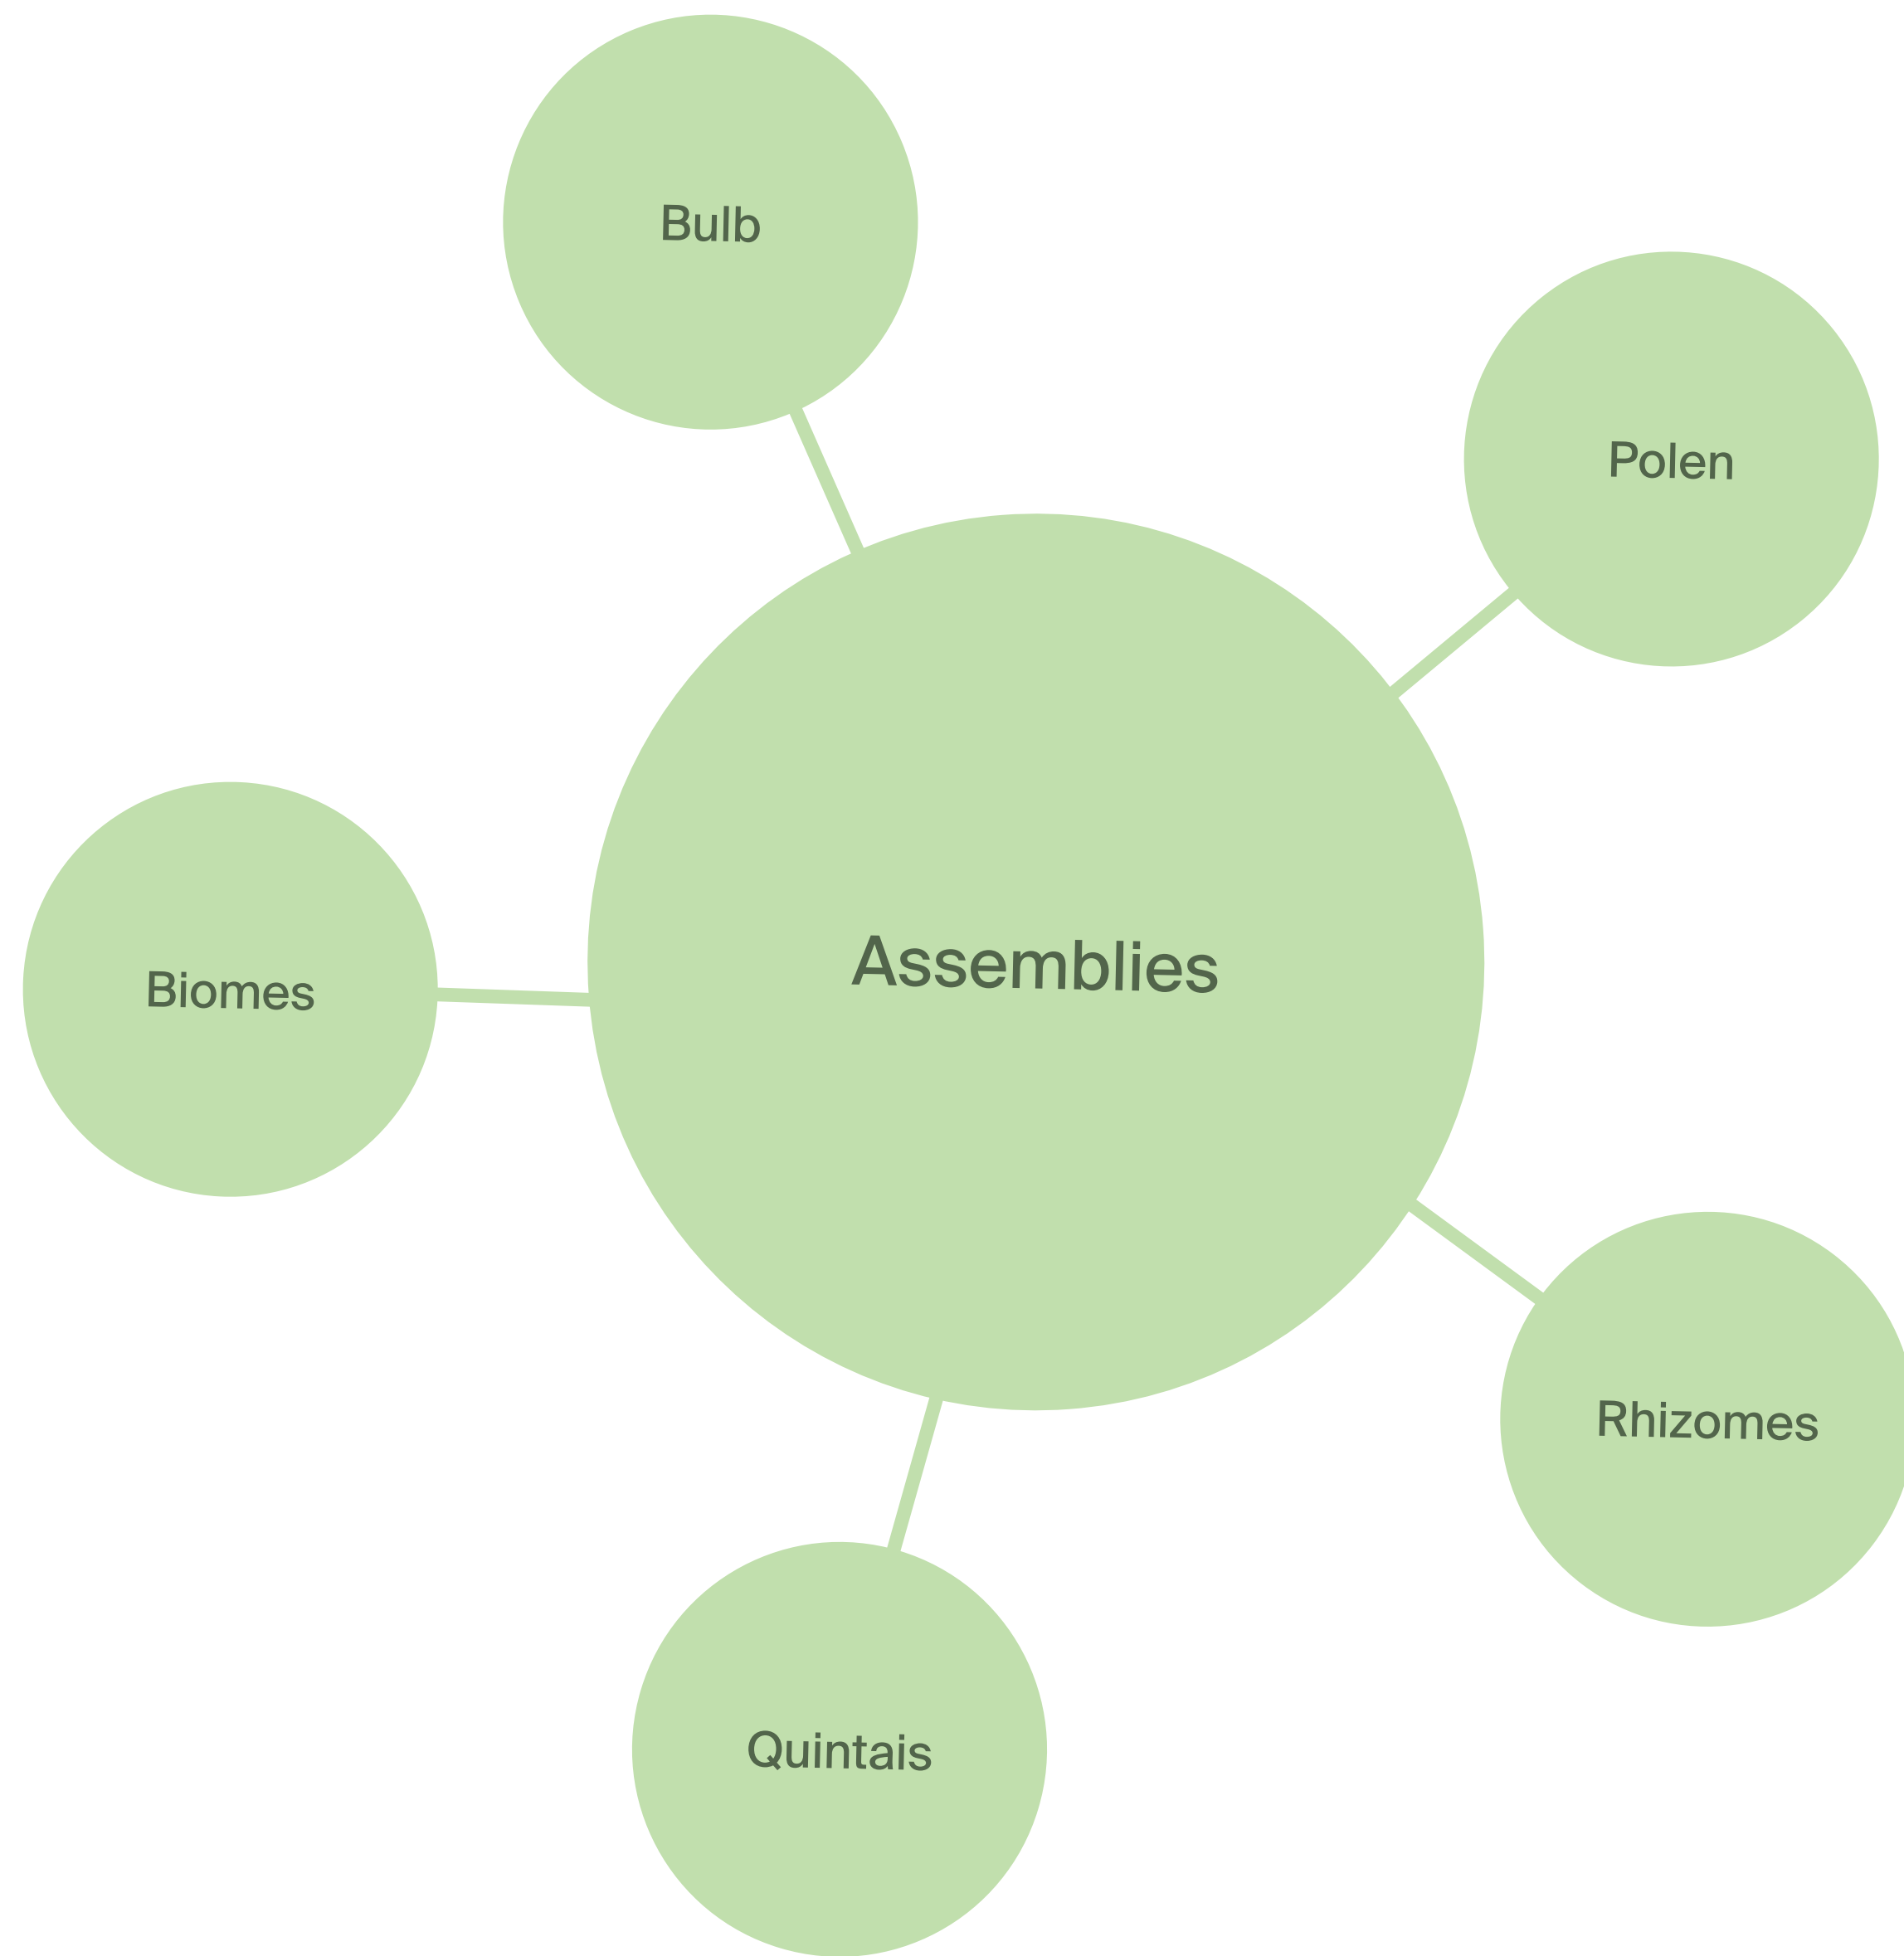 Bulb
Polen
Assemblies
Biomes
Rhizomes
Quintais